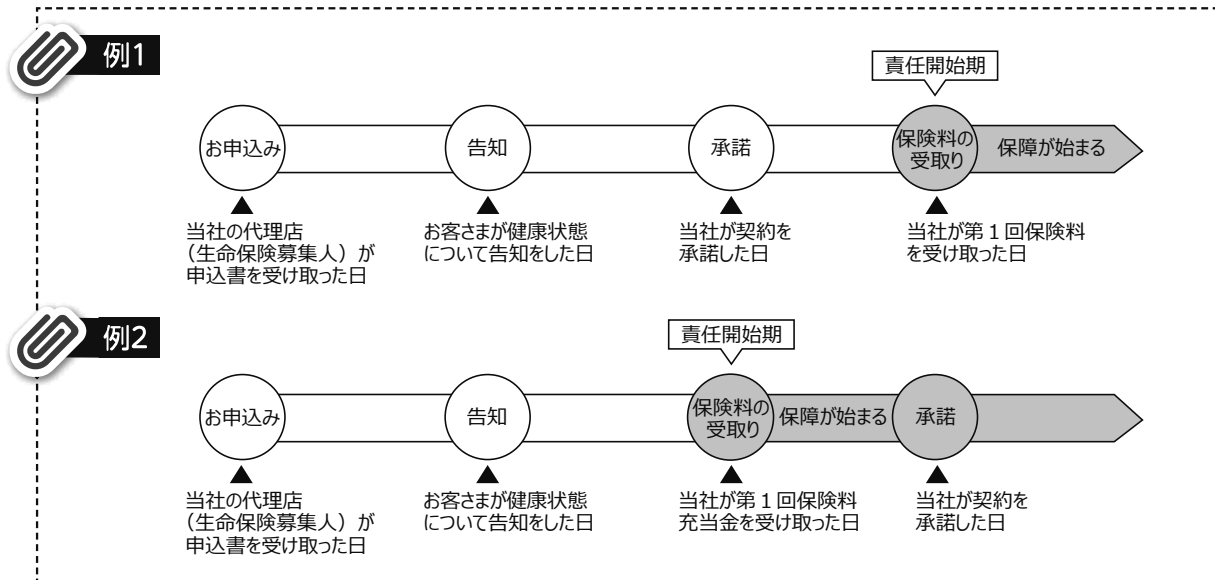 例1
責任開始期
お申込み
告知
承諾
保険料の
受取り
保障が始まる
当社の代理店
(生命保険募集人)が
申込書を受け取った日
お客さまが健康状態
について告知をした日
当社が契約を
承諾した日
当社が第1回保険料
を受け取った日
例2
責任開始期
お申込み
告知
保険料の
受取り
保障が始まる
承諾
当社の代理店
(生命保険募集人)が
申込書を受け取った日
お客さまが健康状態
について告知をした日
当社が第1回保険料
充当金を受け取った日
当社が契約を
承諾した日